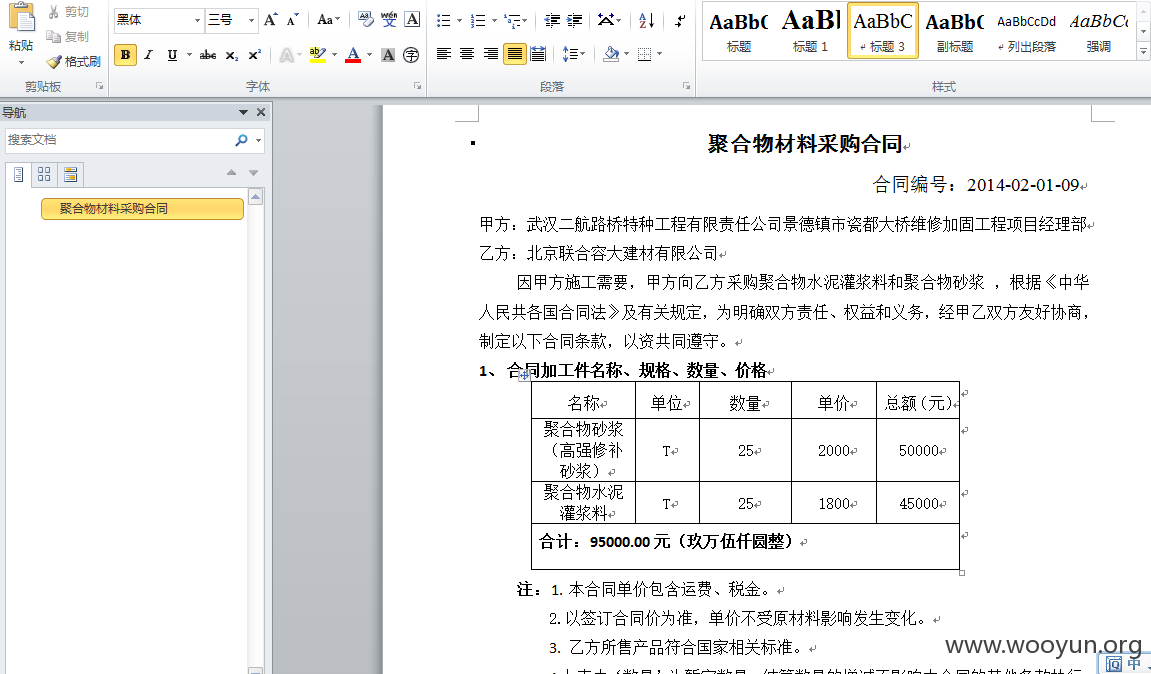 黑体 三号
剪切
复制
格式刷
粘贴
剪贴板 字体 段落 样式
AaBbC AaBl AaBbC AaBbC AaBbCcDd AaBbCc
标题 标题 1 标题 3 副标题 列出段落 强调
导航
搜索文档
聚合物材料采购合同
聚合物材料采购合同
合同编号：2014-02-01-09
甲方：武汉二航路桥特种工程有限责任公司景德镇市瓷都大桥维修加固工程项目经理部
乙方：北京联合容大建材有限公司
因甲方施工需要，甲方向乙方采购聚合物水泥灌浆料和聚合物砂浆 ，根据《中华
人民共各国合同法》及有关规定，为明确双方责任、权益和义务，经甲乙双方友好协商，
制定以下合同条款，以资共同遵守。
1、 合同加工件名称、规格、数量、价格
名称 单位 数量 单价 总额（元）
聚合物砂浆
（高强修补
砂浆） T 25 2000 50000
聚合物水泥
灌浆料 T 25 1800 45000
合计：95000.00 元（玖万伍仟圆整）
注：1. 本合同单价包含运费、税金。
2. 以签订合同价为准，单价不受原材料影响发生变化。
3. 乙方所售产品符合国家相关标准。
www.wooyun.org
中